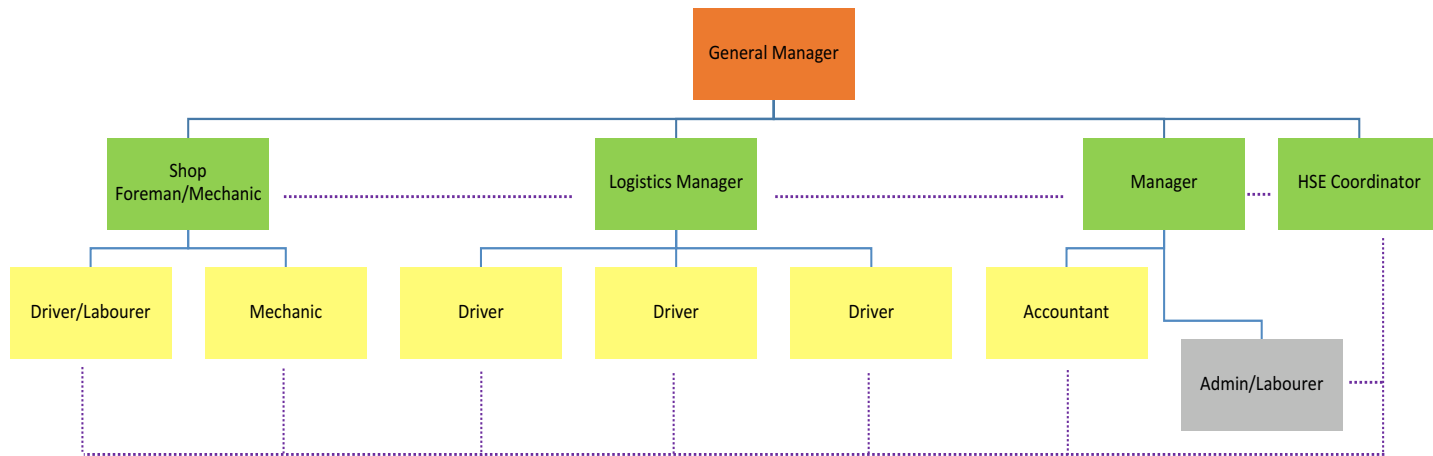 General Manager
Shop
Foreman/Mechanic
Logistics Manager
Manager
HSE Coordinator
Driver/Labourer
Mechanic
Driver
Driver
Driver
Accountant
Admin/Labourer